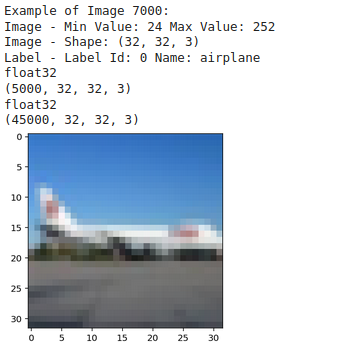 Example of Image 7000:
Image - Min Value: 24 Max Value: 252
Image - Shape: (32, 32, 3)
Label - Label Id: 0 Name: airplane
float32
(5000, 32, 32, 3)
float32
(45000, 32, 32, 3)
0
5
10
15
20
25
30
0 5 10 15 20 25 30